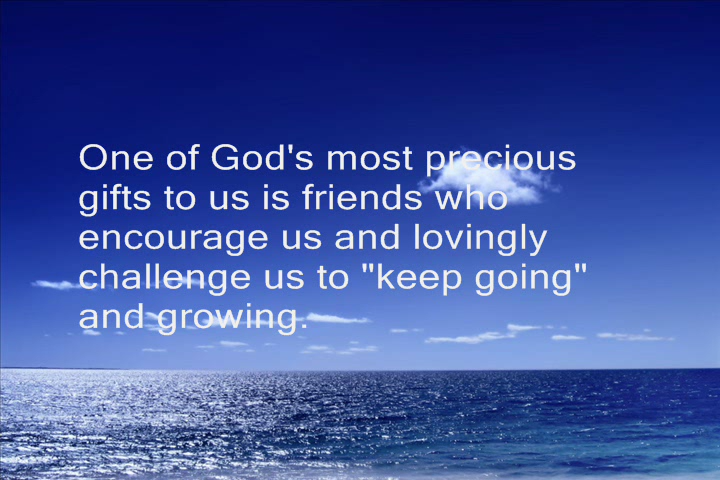 One of God's most precious
gifts to us is friends who
encourage us and lovingly
challenge us to "keep going"
and growing.